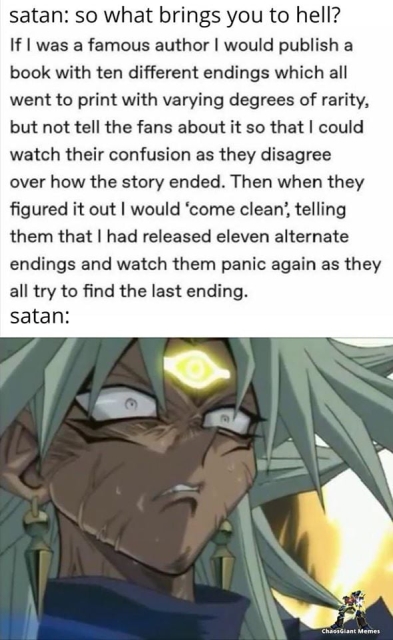 satan: so what brings you to hell?
If I was a famous author I would publish a
book with ten different endings which all
went to print with varying degrees of rarity,
but not tell the fans about it so that I could
watch their confusion as they disagree
over how the story ended. Then when they
figured it out I would ‘come clean’, telling
them that I had released eleven alternate
endings and watch them panic again as they
all try to find the last ending.
satan:
ChaosGiant Memes